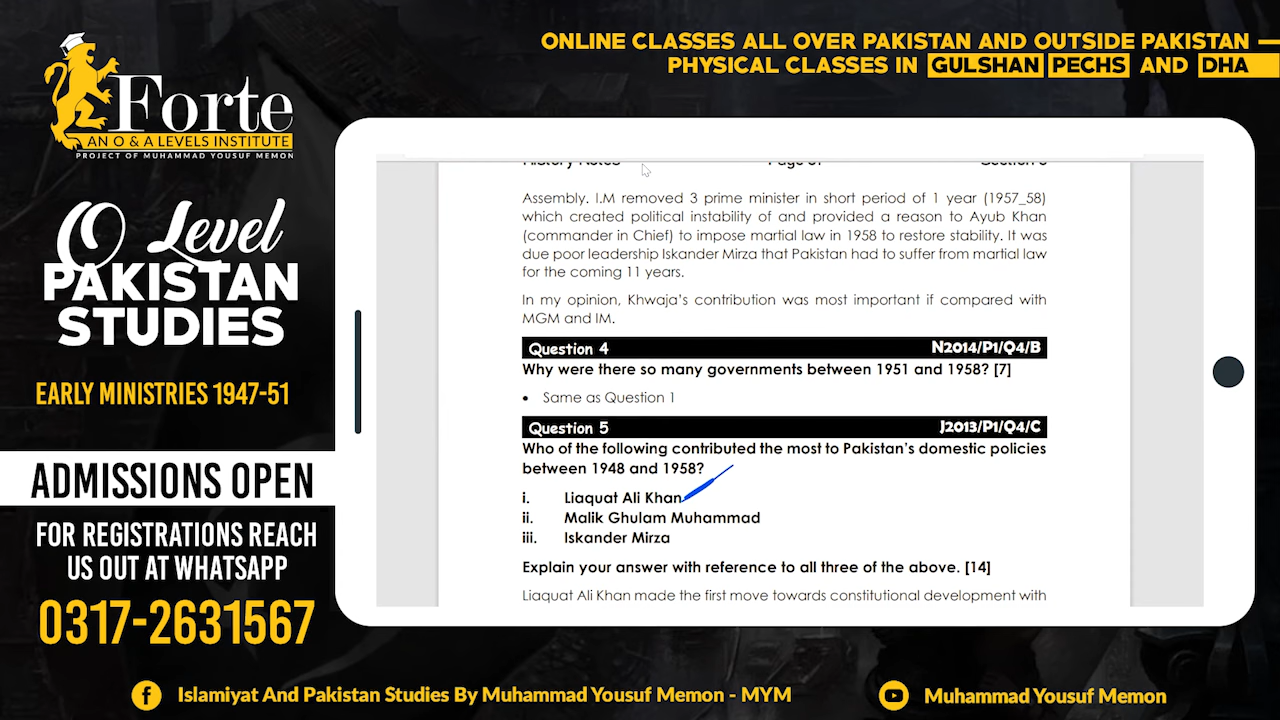 Forte
AN O & A LEVELS INSTITUTE
PROJECT OF MUHAMMAD YOUSUF MEMON
ONLINE CLASSES ALL OVER PAKISTAN AND OUTSIDE PAKISTAN
PHYSICAL CLASSES IN GULSHAN PECHS AND DHA
O Level
PAKISTAN
STUDIES
EARLY MINISTRIES 1947-51
ADMISSIONS OPEN
FOR REGISTRATIONS REACH
US OUT AT WHATSAPP
0317-2631567
Assembly. I.M removed 3 prime minister in short period of 1 year (1957_58)
which created political instability of and provided a reason to Ayub Khan
(commander in Chief) to impose martial law in 1958 to restore stability. It was
due poor leadership Iskander Mirza that Pakistan had to suffer from martial law
for the coming 11 years.
In my opinion, Khwaja's contribution was most important if compared with
MGM and IM.
Question 4 N2014/P1/Q4/B
Why were there so many governments between 1951 and 1958? [7]
• Same as Question 1
Question 5 J2013/P1/Q4/C
Who of the following contributed the most to Pakistan's domestic policies
between 1948 and 1958?
i. Liaquat Ali Khan
ii. Malik Ghulam Muhammad
iii. Iskander Mirza
Explain your answer with reference to all three of the above. [14]
Liaquat Ali Khan made the first move towards constitutional development with
Islamiyat And Pakistan Studies By Muhammad Yousuf Memon - MYM
Muhammad Yousuf Memon